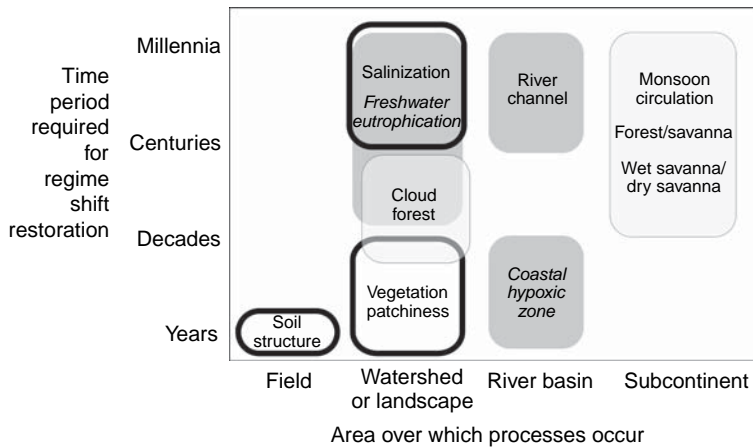 Time
period
required
for
regime
shift
restoration
Millennia
Centuries
Decades
Years
Salinization
Freshwater
eutrophication
River
channel
Monsoon
circulation
Forest/savanna
Wet savanna/
dry savanna
Cloud
forest
Vegetation
patchiness
Coastal
hypoxic
zone
Soil
structure
Field
Watershed
or landscape
River basin
Subcontinent
Area over which processes occur